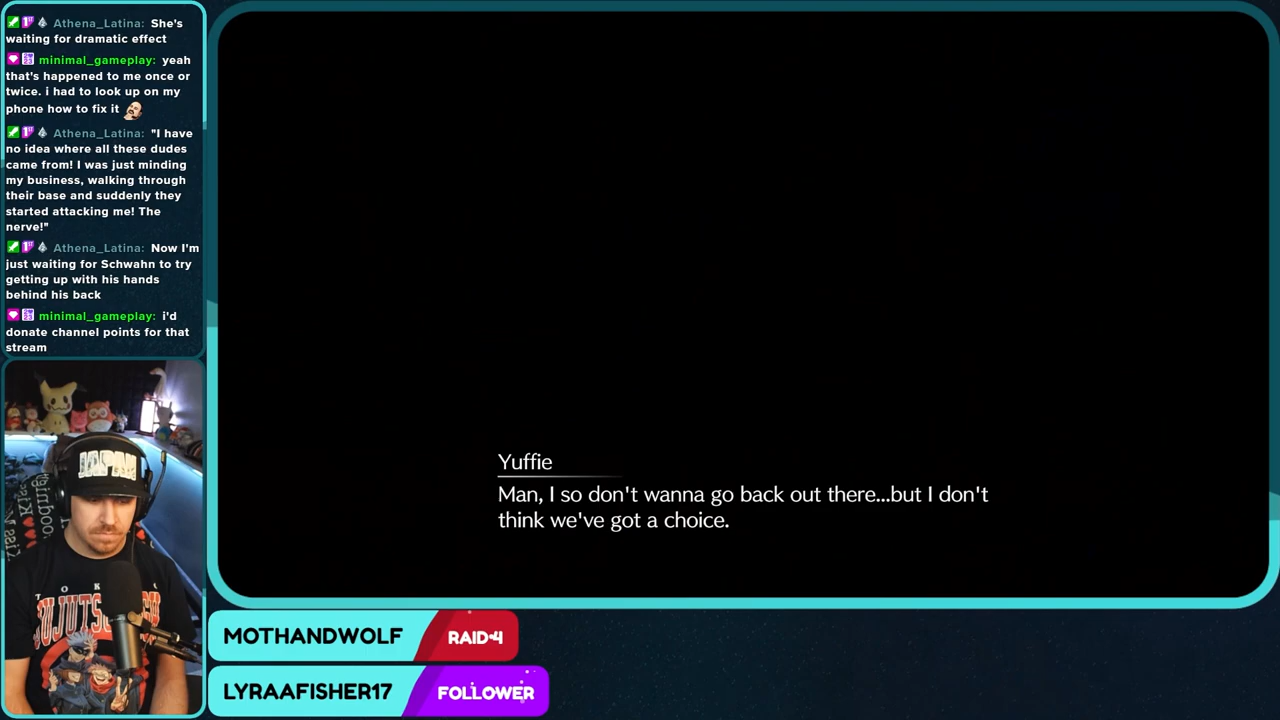 Athena_Latina: She's
waiting for dramatic effect
minimal_gameplay: yeah
that's happened to me once or
twice. i had to look up on my
phone how to fix it
Athena_Latina: "I have
no idea where all these dudes
came from! I was just minding
my business, walking through
their base and suddenly they
started attacking me! The
nerve!"
Athena_Latina: Now I'm
just waiting for Schwahn to try
getting up with his hands
behind his back
minimal_gameplay: i'd
donate channel points for that
stream
JAPAN
Yuffie
Man, I so don't wanna go back out there...but I don't
think we've got a choice.
MOTHANDWOLF
RAID•4
LYRAAFISHER17
FOLLOWER